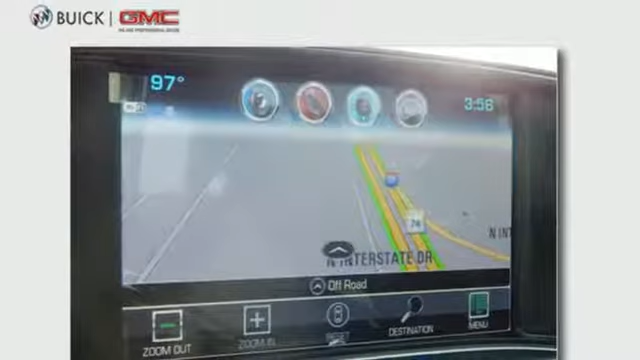 BUICK | GMC
97°
3:56
74
N INT
N INTERSTATE DR
Off Road
ZOOM OUT
ZOOM IN
DESTINATION
MENU